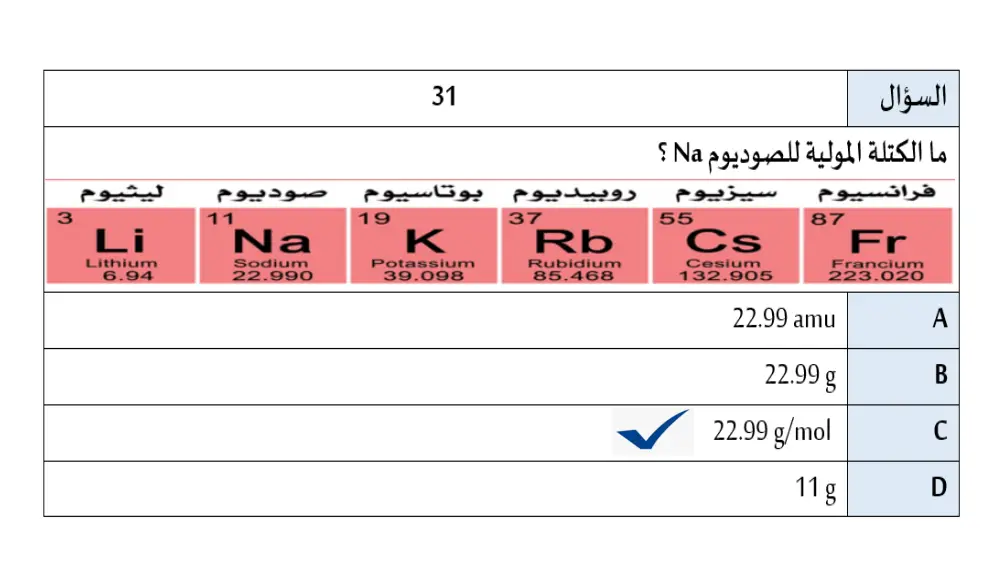 السؤال 31
ما الكتلة المولية للصوديوم Na ؟
ليثيوم صوديوم بوتاسيوم روبيديوم سيزيوم فرانسيوم
3 11 19 37 55 87
Li Na K Rb Cs Fr
Lithium Sodium Potassium Rubidium Cesium Francium
6.94 22.990 39.098 85.468 132.905 223.020
A 22.99 amu
B 22.99 g
C 22.99 g/mol
D 11 g